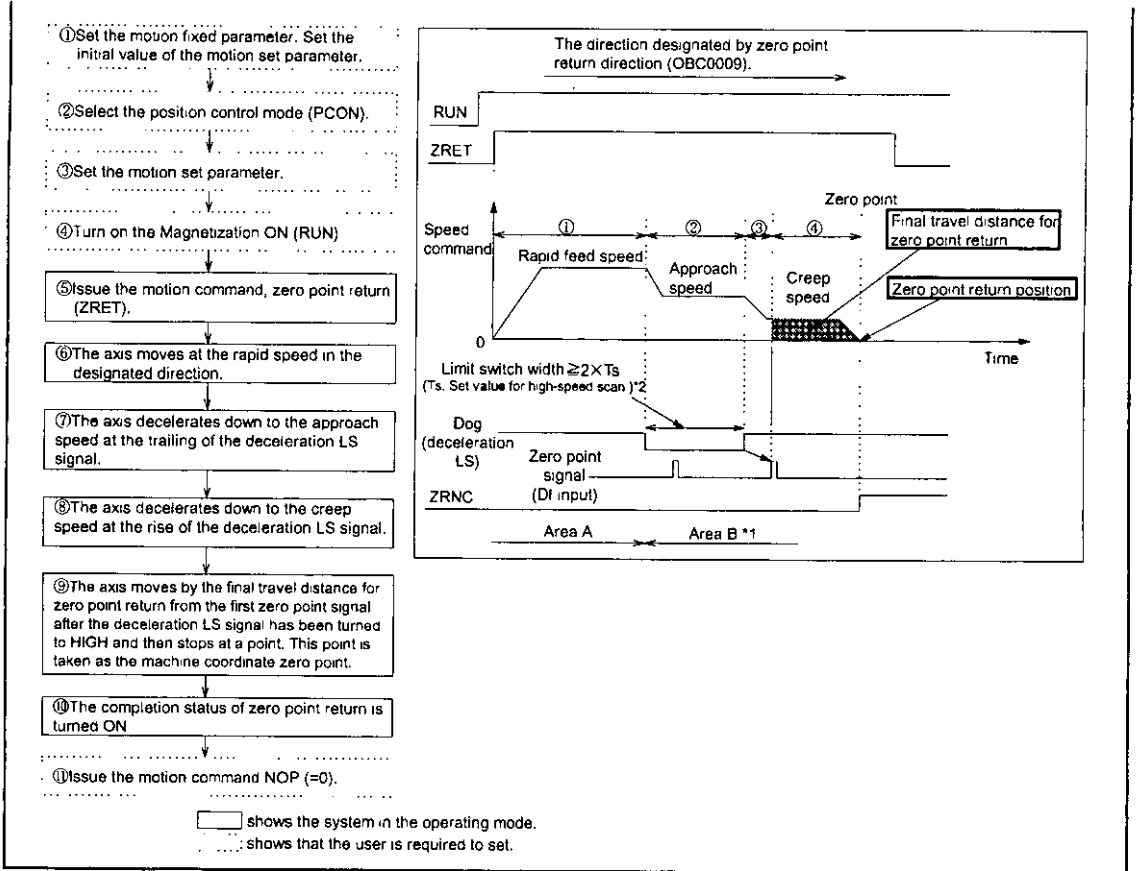 ①Set the motion fixed parameter. Set the
initial value of the motion set parameter.
②Select the position control mode (PCON).
③Set the motion set parameter.
④Turn on the Magnetization ON (RUN)
⑤Issue the motion command, zero point return
(ZRET).
⑥The axis moves at the rapid speed in the
designated direction.
⑦The axis decelerates down to the approach
speed at the trailing of the deceleration LS
signal.
⑧The axis decelerates down to the creep
speed at the rise of the deceleration LS signal.
⑨The axis moves by the final travel distance for
zero point return from the first zero point signal
after the deceleration LS signal has been turned
to HIGH and then stops at a point. This point is
taken as the machine coordinate zero point.
⑩The completion status of zero point return is
turned ON
⑪Issue the motion command NOP (=0).
The direction designated by zero point
return direction (OBC0009).
RUN
ZRET
Zero point
Speed
command
① ② ③ ④
Final travel distance for
zero point return
Rapid feed speed
Approach
speed
Creep
speed
Zero point return position
0
Time
Limit switch width ≧2×Ts
(Ts. Set value for high-speed scan )*2
Dog
(deceleration
LS)
Zero point
signal
(DI input)
ZRNC
Area A
Area B *1
shows the system in the operating mode.
: shows that the user is required to set.